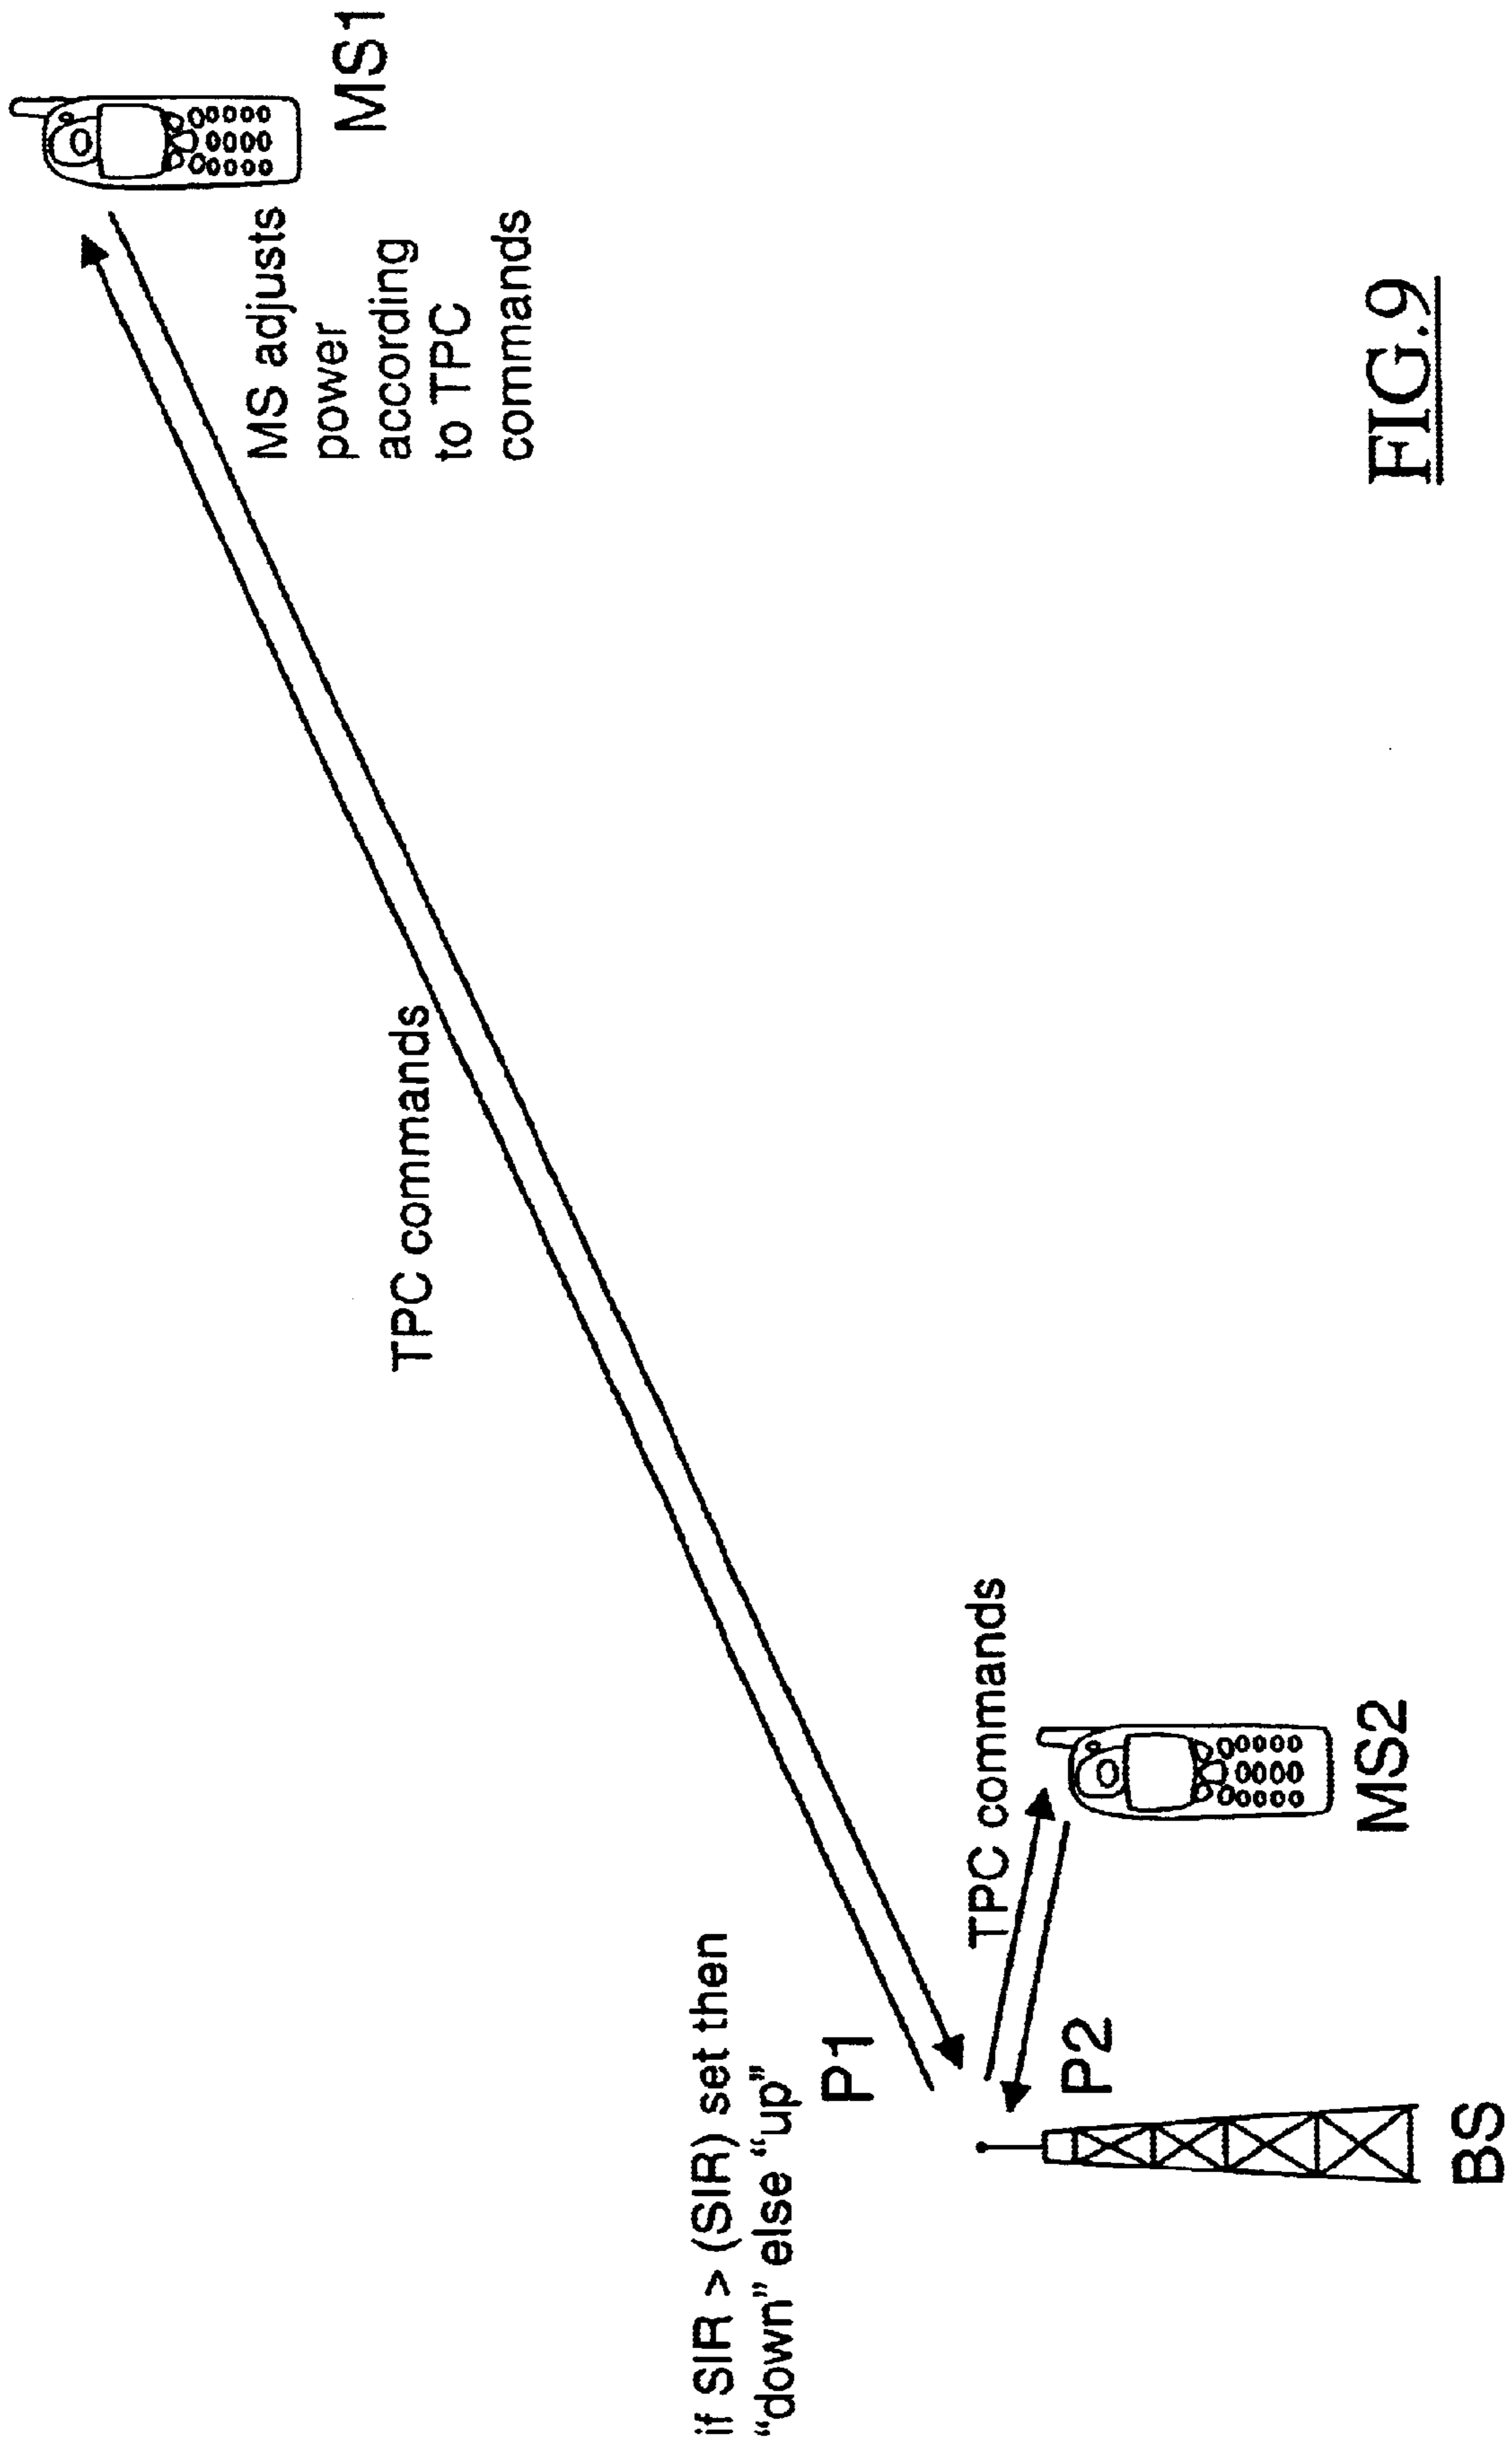 MS1
MS adjusts
power
according
to TPC
commands
TPC commands
if SIR > (SIR) set then
“down” else “up”
P1
TPC commands
P2
MS2
BS
FIG.9